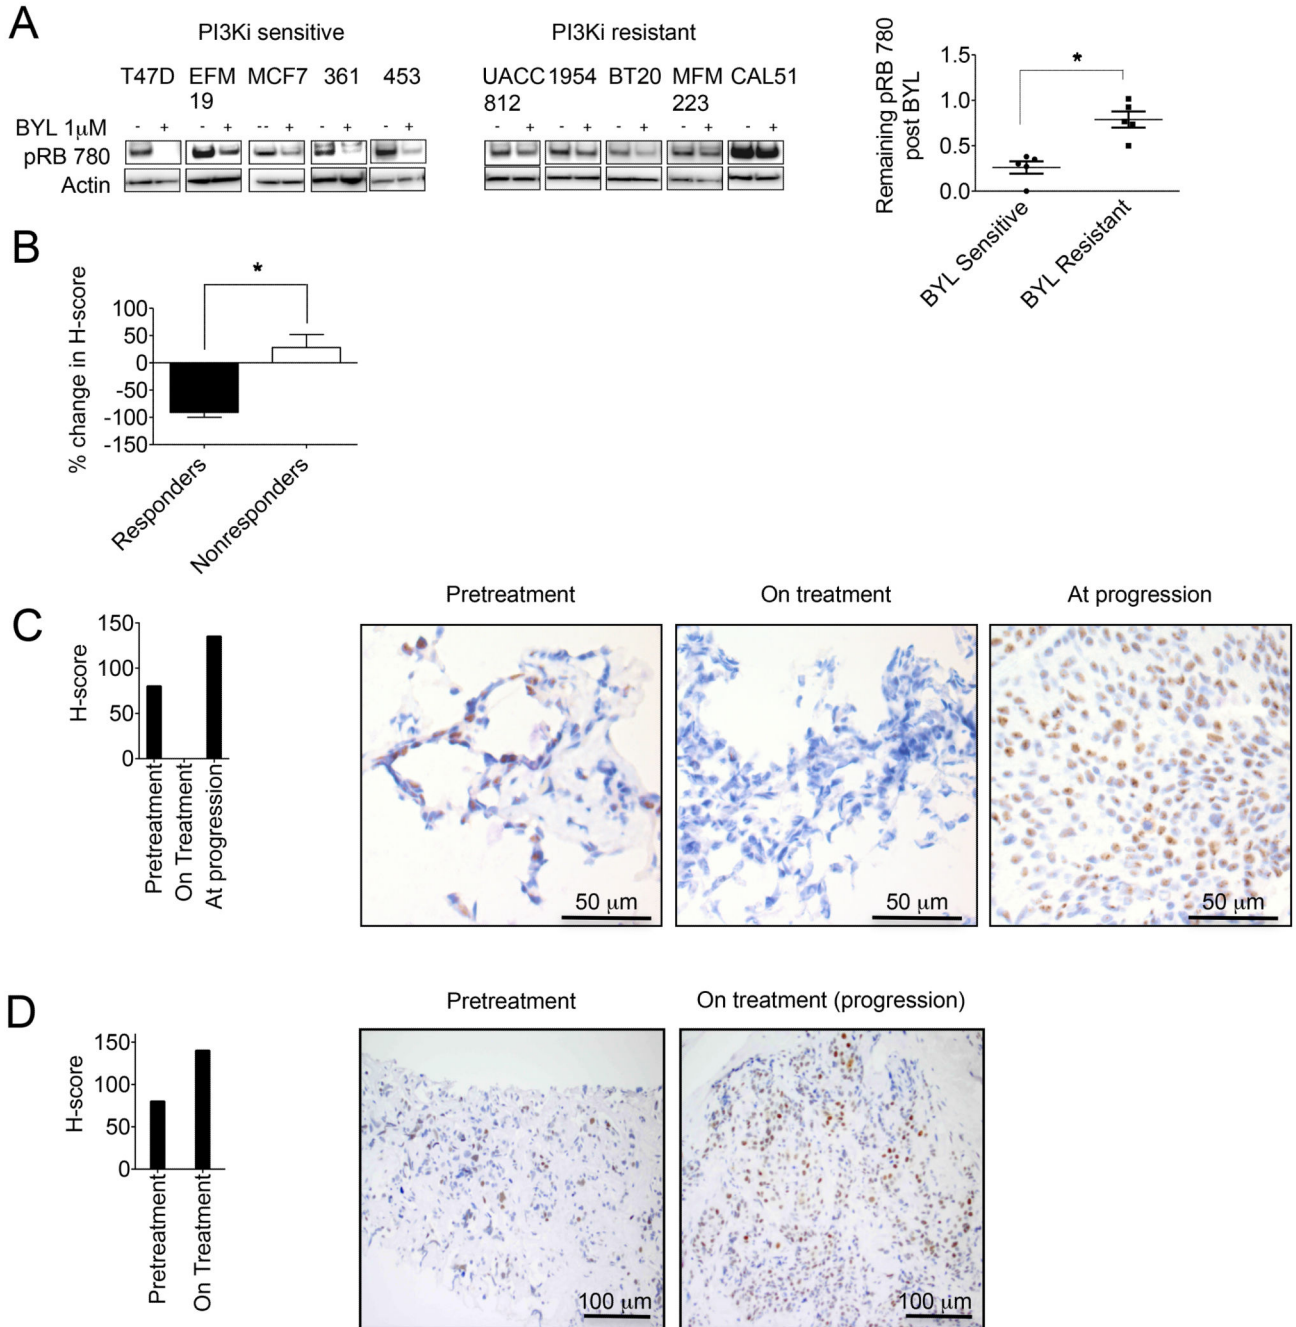 A
PI3Ki sensitive
T47D EFM 19 MCF7 361 453
BYL 1μM - + - + -- + - + - +
pRB 780
Actin
PI3Ki resistant
UACC 812 1954 BT20 MFM 223 CAL51
- + - + - + - + - +
Remaining pRB 780
post BYL
1.5
1.0
0.5
0.0
*
BYL Sensitive
BYL Resistant
B
% change in H-score
100
50
0
-50
-100
-150
*
Responders
Nonresponders
C
H-score
150
100
50
0
Pretreatment
On Treatment
At progression
Pretreatment
50 μm
On treatment
50 μm
At progression
50 μm
D
H-score
150
100
50
0
Pretreatment
On Treatment
Pretreatment
100 μm
On treatment (progression)
100 μm